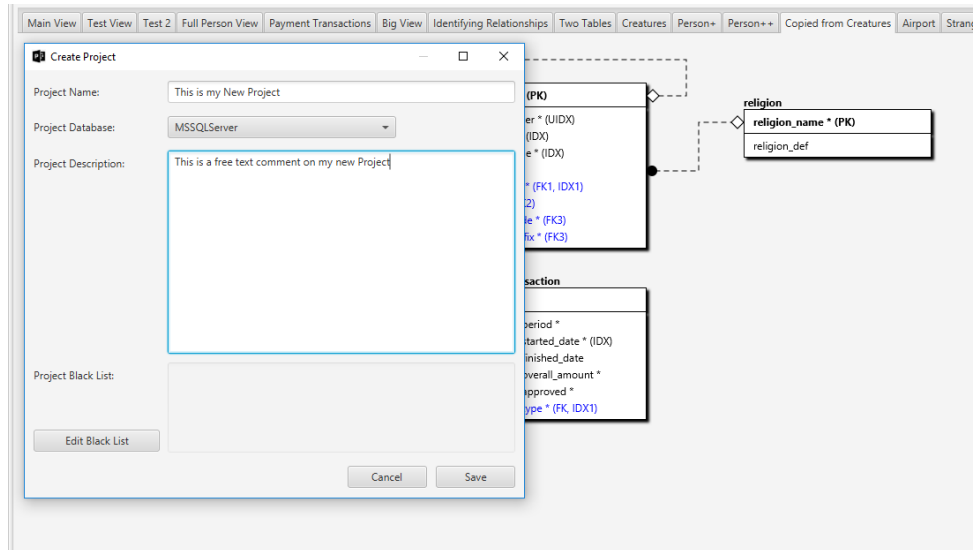 Main View Test View Test 2 Full Person View Payment Transactions Big View Identifying Relationships Two Tables Creatures Person+ Person++ Copied from Creatures Airport
Create Project
Project Name: This is my New Project
Project Database: MSSQLServer
Project Description: This is a free text comment on my new Project
Project Black List:
Edit Black List
Cancel Save
(PK)
* (UIDX)
(IDX)
* (IDX)
* (FK1, IDX1)
* (FK3)
* (FK3)
religion
religion_name * (PK)
religion_def
period *
started_date * (IDX)
finished_date
overall_amount *
approved *
type * (FK, IDX1)